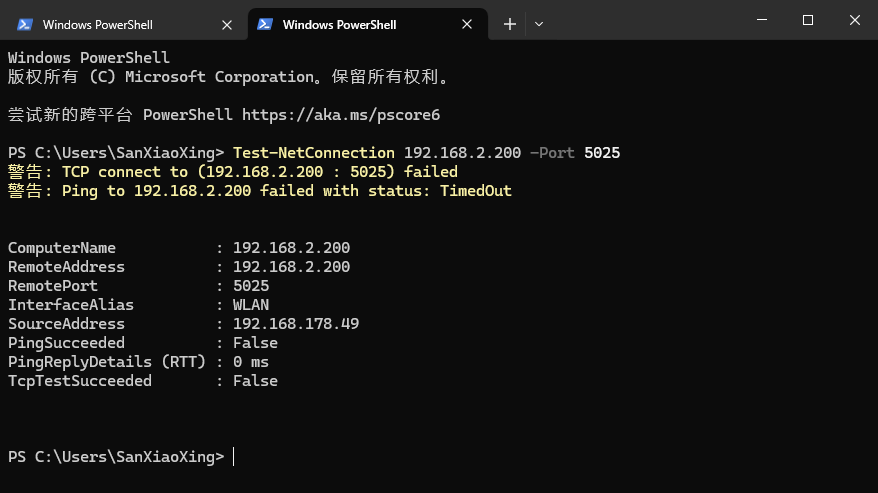 Windows PowerShell
Windows PowerShell
Windows PowerShell
版权所有 (C) Microsoft Corporation。保留所有权利。
尝试新的跨平台 PowerShell https://aka.ms/pscore6
PS C:\Users\SanXiaoXing> Test-NetConnection 192.168.2.200 -Port 5025
警告: TCP connect to (192.168.2.200 : 5025) failed
警告: Ping to 192.168.2.200 failed with status: TimedOut
ComputerName           : 192.168.2.200
RemoteAddress          : 192.168.2.200
RemotePort             : 5025
InterfaceAlias         : WLAN
SourceAddress          : 192.168.178.49
PingSucceeded          : False
PingReplyDetails (RTT) : 0 ms
TcpTestSucceeded       : False
PS C:\Users\SanXiaoXing>